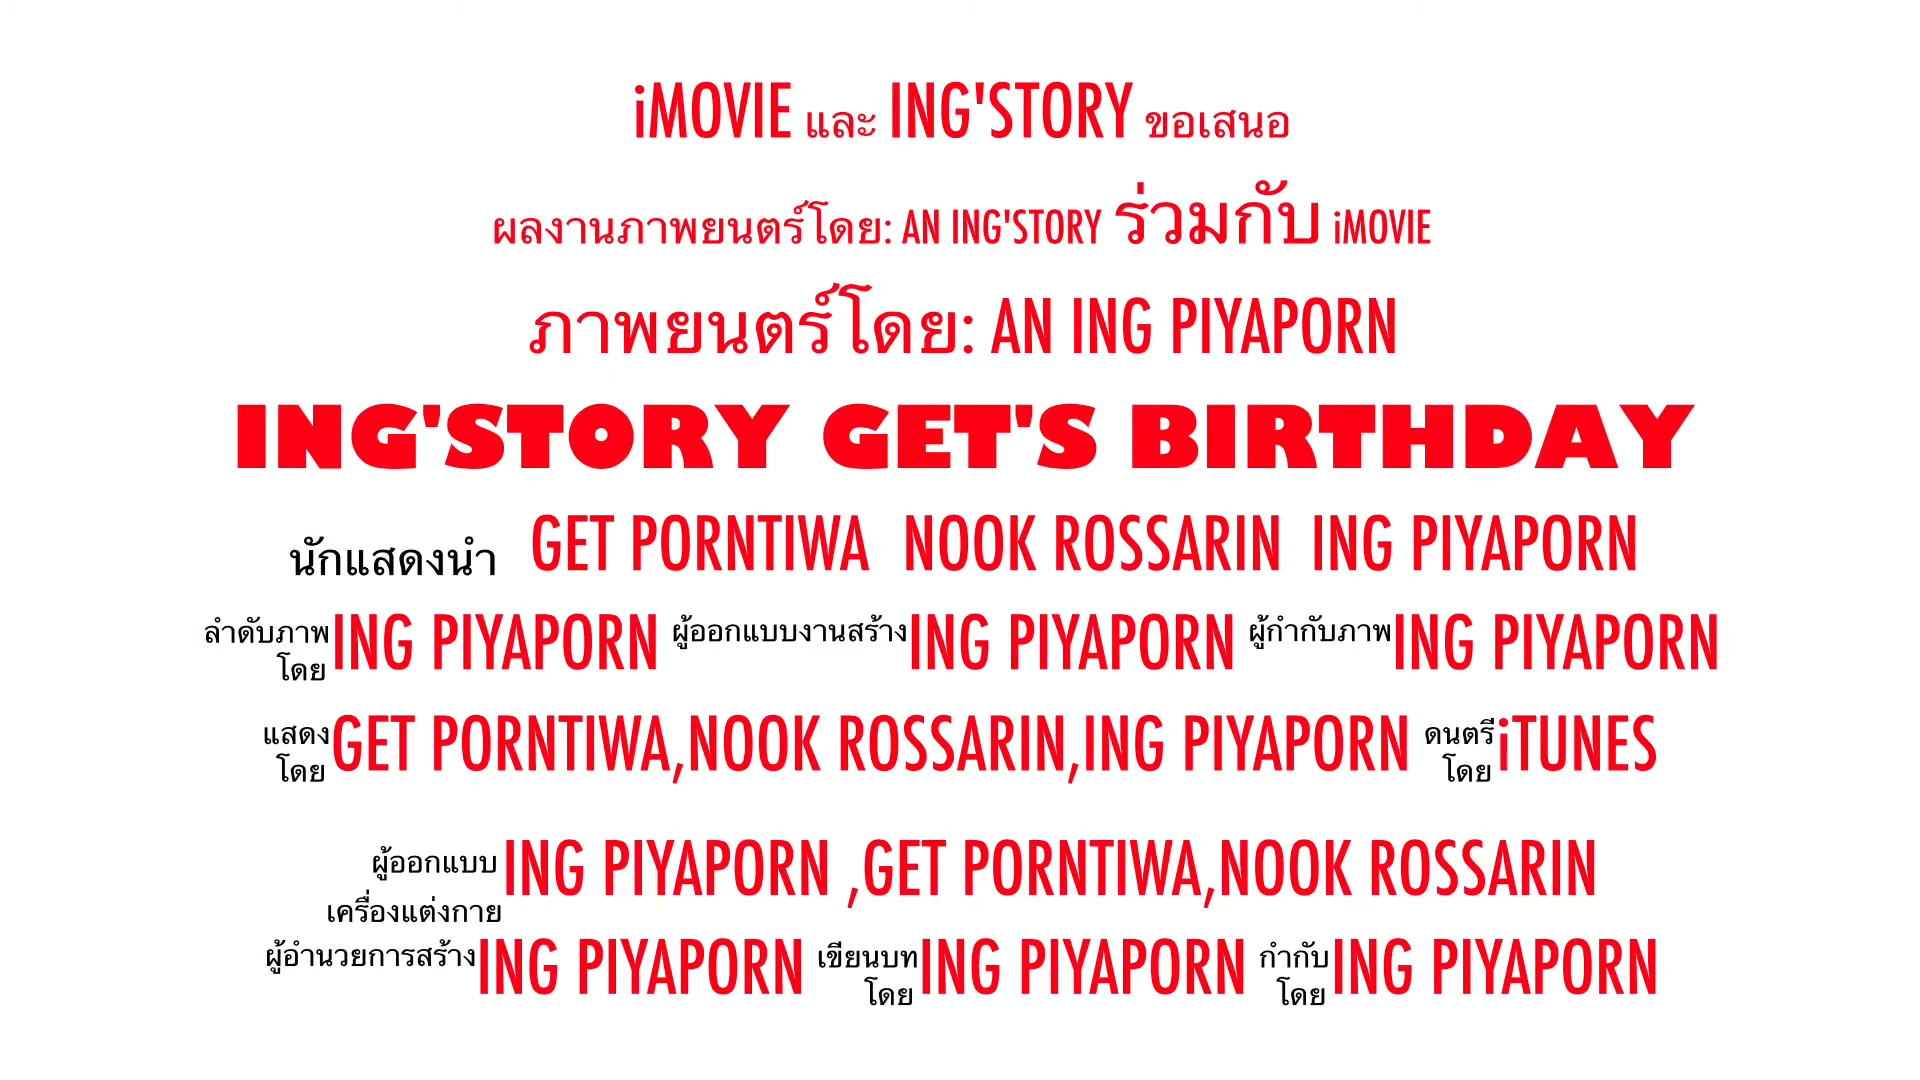 iMOVIE และ ING'STORY ขอเสนอ
ผลงานภาพยนตร์โดย: AN ING'STORY ร่วมกับ iMOVIE
ภาพยนตร์โดย: AN ING PIYAPORN
ING'STORY GET'S BIRTHDAY
นักแสดงนำ GET PORNTIWA NOOK ROSSARIN ING PIYAPORN
ลำดับภาพโดย ING PIYAPORN ผู้ออกแบบงานสร้าง ING PIYAPORN ผู้กำกับภาพ ING PIYAPORN
แสดงโดย GET PORNTIWA,NOOK ROSSARIN,ING PIYAPORN ดนตรีโดย iTUNES
ผู้ออกแบบเครื่องแต่งกาย ING PIYAPORN ,GET PORNTIWA,NOOK ROSSARIN
ผู้อำนวยการสร้าง ING PIYAPORN เขียนบทโดย ING PIYAPORN กำกับโดย ING PIYAPORN